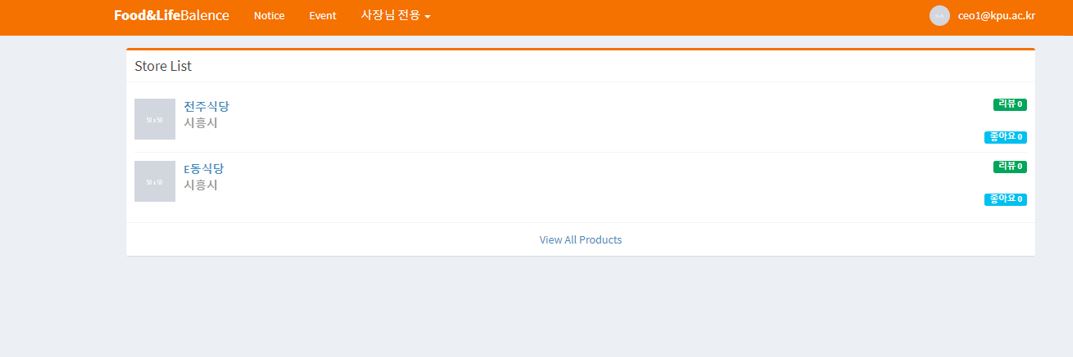 Food&LifeBalence Notice Event 사장님 전용 ceo1@kpu.ac.kr
Store List
50 x 50
전주식당
시흥시
리뷰 0
좋아요 0
50 x 50
E동식당
시흥시
리뷰 0
좋아요 0
View All Products